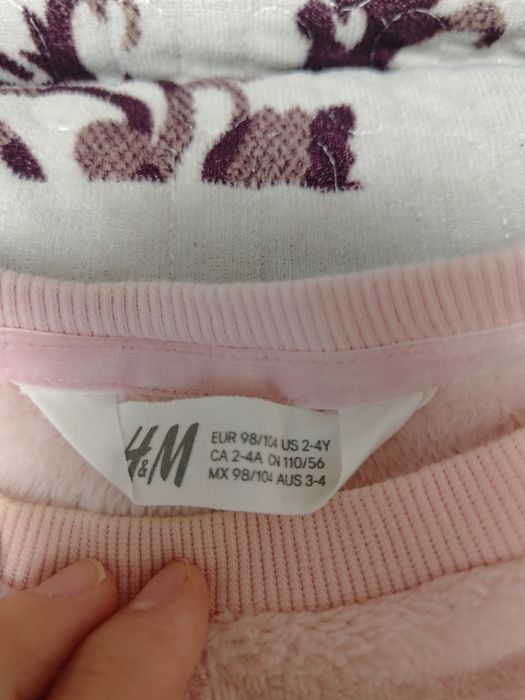 H&M
EUR 98/104 US 2-4Y
CA 2-4A CN 110/56
MX 98/104 AUS 3-4